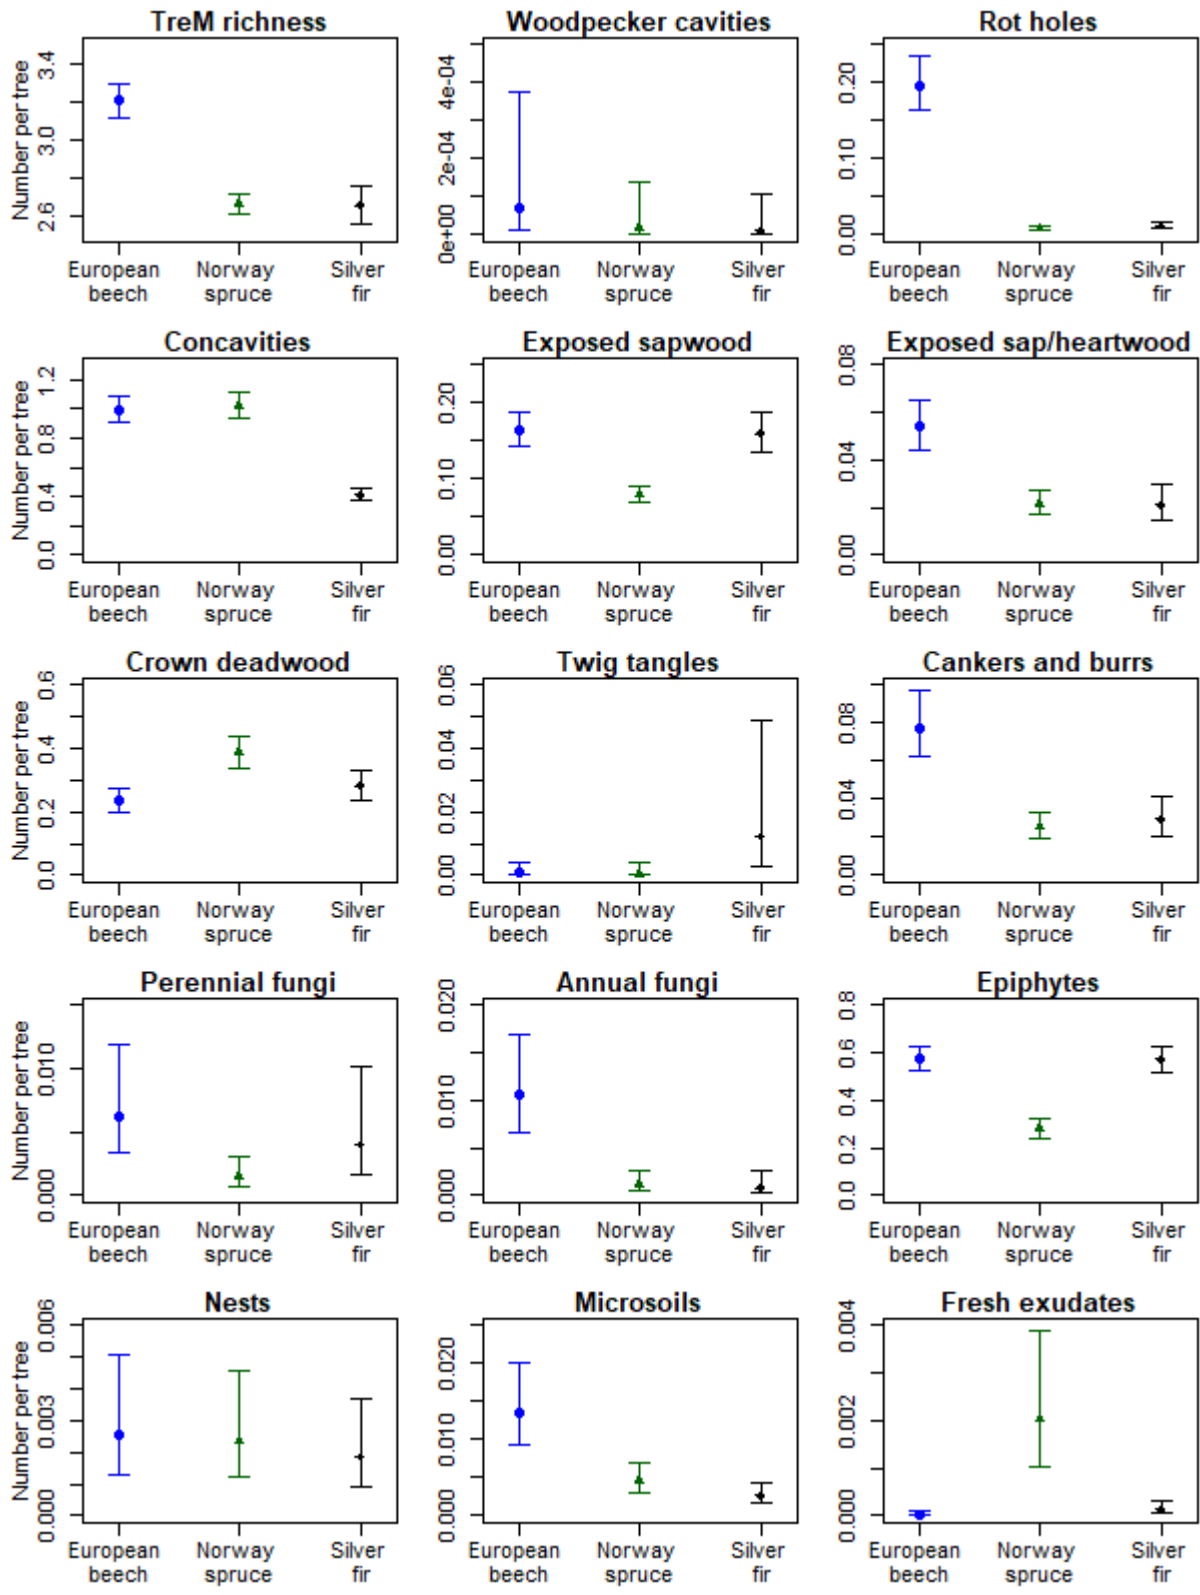 TreM richness
Woodpecker cavities
Rot holes
Number per tree
2.6 3.0 3.4
0e+00 2e-04 4e-04
0.00 0.10 0.20
European beech
Norway spruce
Silver fir
European beech
Norway spruce
Silver fir
European beech
Norway spruce
Silver fir
Concavities
Exposed sapwood
Exposed sap/heartwood
Number per tree
0.0 0.4 0.8 1.2
0.00 0.10 0.20
0.00 0.04 0.08
European beech
Norway spruce
Silver fir
European beech
Norway spruce
Silver fir
European beech
Norway spruce
Silver fir
Crown deadwood
Twig tangles
Cankers and burrs
Number per tree
0.0 0.2 0.4 0.6
0.00 0.02 0.04 0.06
0.00 0.04 0.08
European beech
Norway spruce
Silver fir
European beech
Norway spruce
Silver fir
European beech
Norway spruce
Silver fir
Perennial fungi
Annual fungi
Epiphytes
Number per tree
0.000 0.010
0.000 0.010 0.020
0.0 0.2 0.4 0.6 0.8
European beech
Norway spruce
Silver fir
European beech
Norway spruce
Silver fir
European beech
Norway spruce
Silver fir
Nests
Microsoils
Fresh exudates
Number per tree
0.000 0.003 0.006
0.000 0.010 0.020
0.000 0.002 0.004
European beech
Norway spruce
Silver fir
European beech
Norway spruce
Silver fir
European beech
Norway spruce
Silver fir